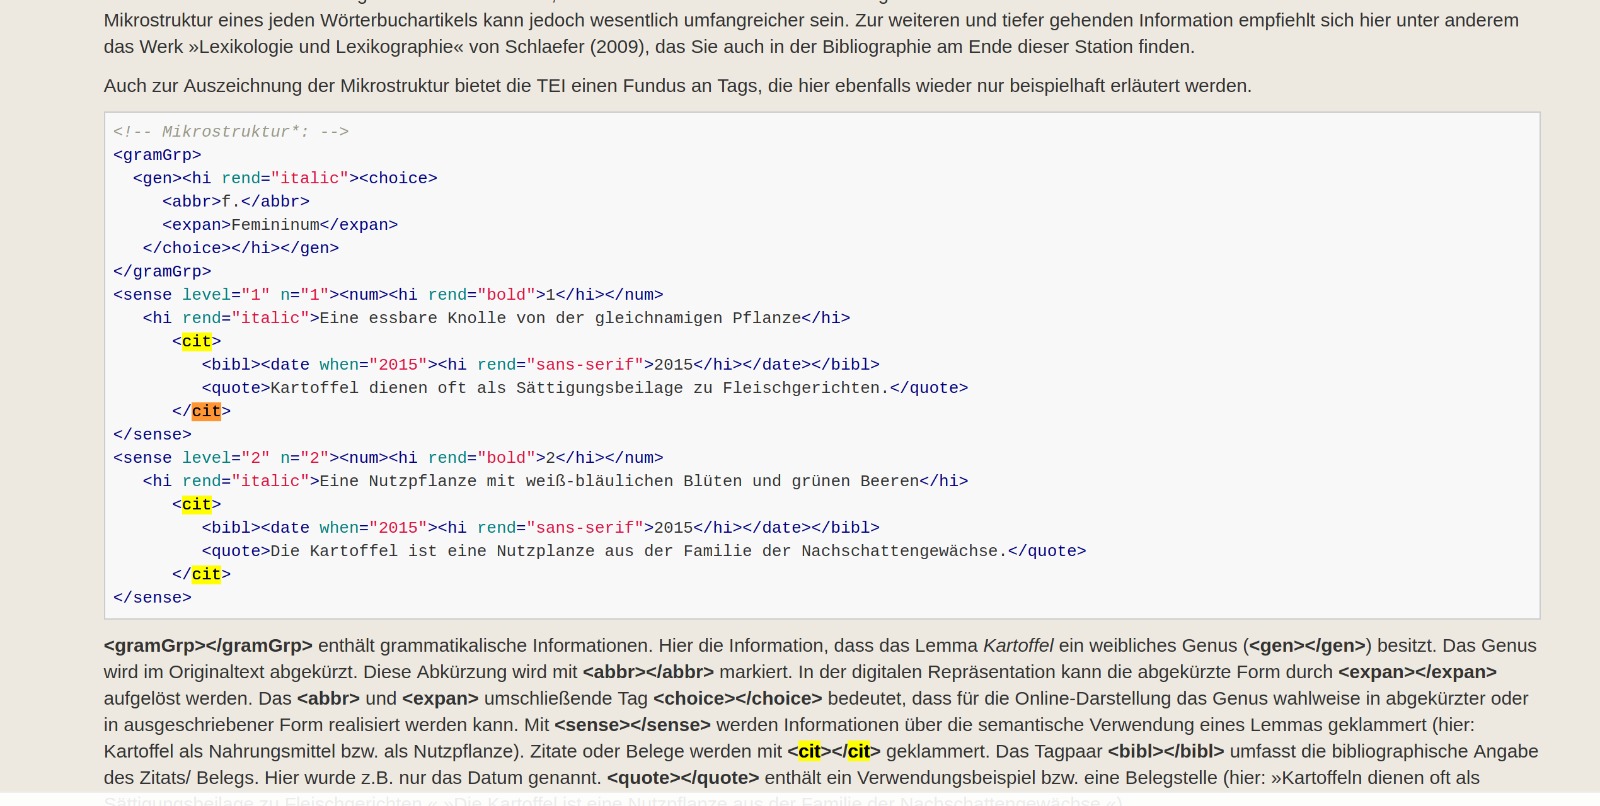 Mikrostruktur eines jeden Wörterbuchartikels kann jedoch wesentlich umfangreicher sein. Zur weiteren und tiefer gehenden Information empfiehlt sich hier unter anderem
das Werk »Lexikologie und Lexikographie« von Schlaefer (2009), das Sie auch in der Bibliographie am Ende dieser Station finden.
Auch zur Auszeichnung der Mikrostruktur bietet die TEI einen Fundus an Tags, die hier ebenfalls wieder nur beispielhaft erläutert werden.
<!-- Mikrostruktur*: -->
<gramGrp>
  <gen><hi rend="italic"><choice>
     <abbr>f.</abbr>
     <expan>Femininum</expan>
   </choice></hi></gen>
</gramGrp>
<sense level="1" n="1"><num><hi rend="bold">1</hi></num>
   <hi rend="italic">Eine essbare Knolle von der gleichnamigen Pflanze</hi>
      <cit>
         <bibl><date when="2015"><hi rend="sans-serif">2015</hi></date></bibl>
         <quote>Kartoffel dienen oft als Sättigungsbeilage zu Fleischgerichten.</quote>
      </cit>
</sense>
<sense level="2" n="2"><num><hi rend="bold">2</hi></num>
   <hi rend="italic">Eine Nutzpflanze mit weiß-bläulichen Blüten und grünen Beeren</hi>
      <cit>
         <bibl><date when="2015"><hi rend="sans-serif">2015</hi></date></bibl>
         <quote>Die Kartoffel ist eine Nutzplanze aus der Familie der Nachschattengewächse.</quote>
      </cit>
</sense>
<gramGrp></gramGrp> enthält grammatikalische Informationen. Hier die Information, dass das Lemma Kartoffel ein weibliches Genus (<gen></gen>) besitzt. Das Genus
wird im Originaltext abgekürzt. Diese Abkürzung wird mit <abbr></abbr> markiert. In der digitalen Repräsentation kann die abgekürzte Form durch <expan></expan>
aufgelöst werden. Das <abbr> und <expan> umschließende Tag <choice></choice> bedeutet, dass für die Online-Darstellung das Genus wahlweise in abgekürzter oder
in ausgeschriebener Form realisiert werden kann. Mit <sense></sense> werden Informationen über die semantische Verwendung eines Lemmas geklammert (hier:
Kartoffel als Nahrungsmittel bzw. als Nutzpflanze). Zitate oder Belege werden mit <cit></cit> geklammert. Das Tagpaar <bibl></bibl> umfasst die bibliographische Angabe
des Zitats/ Belegs. Hier wurde z.B. nur das Datum genannt. <quote></quote> enthält ein Verwendungsbeispiel bzw. eine Belegstelle (hier: »Kartoffeln dienen oft als
Sättigungsbeilage zu Fleischgerichten.«, »Die Kartoffel ist eine Nutzpflanze aus der Familie der Nachschattengewächse.«)